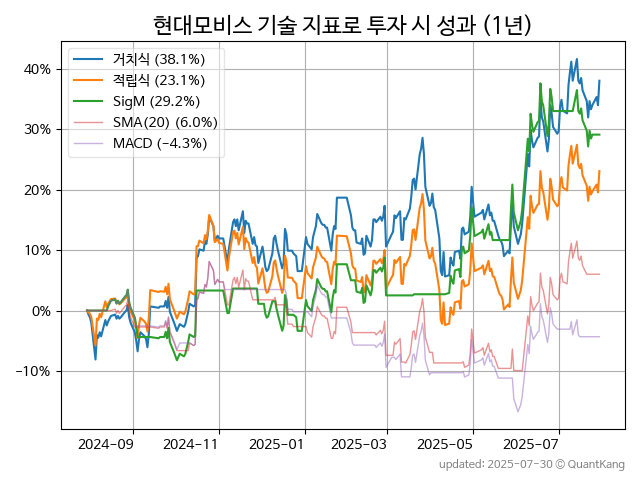 현대모비스 기술 지표로 투자 시 성과 (1년)
거치식 (38.1%)
적립식 (23.1%)
SigM (29.2%)
SMA(20) (6.0%)
MACD (−4.3%)
40%
30%
20%
10%
0%
−10%
2024-09
2024-11
2025-01
2025-03
2025-05
2025-07
updated: 2025-07-30 © QuantKang